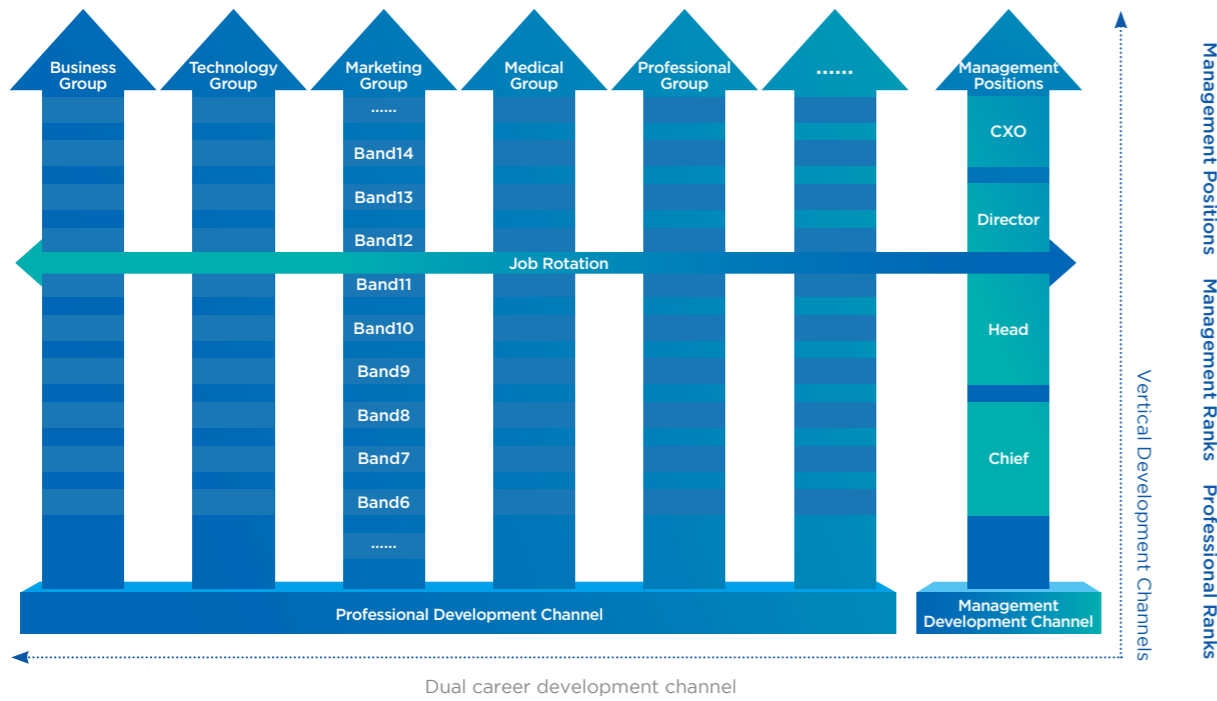 Business
Group
Technology
Group
Marketing
Group
Medical
Group
Professional
Group
......
Management
Positions
......
Band14
Band13
Band12
Job Rotation
Band11
Band10
Band9
Band8
Band7
Band6
......
CXO
Director
Head
Chief
Professional Development Channel
Management
Development Channel
Vertical Development Channels
Management Positions
Management Ranks
Professional Ranks
Dual career development channel